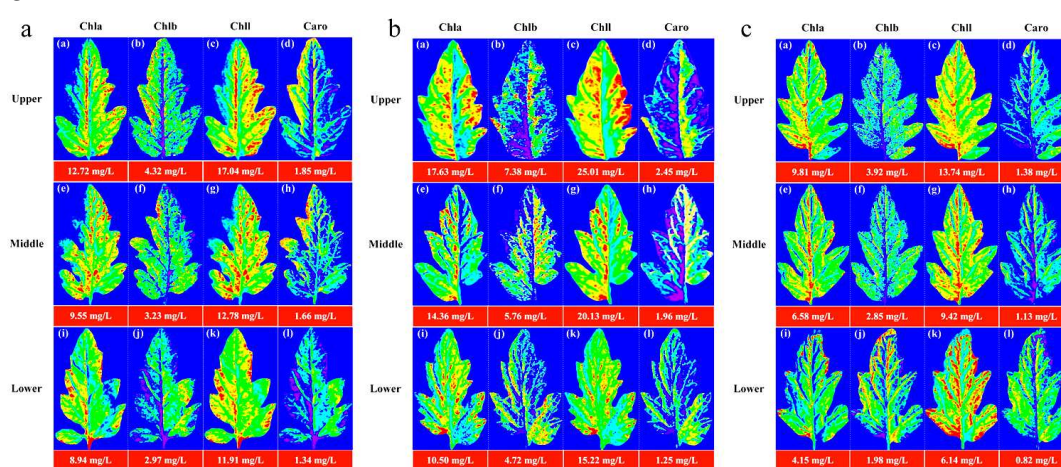 a b c
Chla Chlb Chll Caro Chla Chlb Chll Caro Chla Chlb Chll Caro
(a) (b) (c) (d) (a) (b) (c) (d) (a) (b) (c) (d)
Upper Upper Upper
12.72 mg/L 4.32 mg/L 17.04 mg/L 1.85 mg/L 17.63 mg/L 7.38 mg/L 25.01 mg/L 2.45 mg/L 9.81 mg/L 3.92 mg/L 13.74 mg/L 1.38 mg/L
(e) (f) (g) (h) (e) (f) (g) (h) (e) (f) (g) (h)
Middle Middle Middle
9.55 mg/L 3.23 mg/L 12.78 mg/L 1.66 mg/L 14.36 mg/L 5.76 mg/L 20.13 mg/L 1.96 mg/L 6.58 mg/L 2.85 mg/L 9.42 mg/L 1.13 mg/L
(i) (j) (k) (l) (i) (j) (k) (l) (i) (j) (k) (l)
Lower Lower Lower
8.94 mg/L 2.97 mg/L 11.91 mg/L 1.34 mg/L 10.50 mg/L 4.72 mg/L 15.22 mg/L 1.25 mg/L 4.15 mg/L 1.98 mg/L 6.14 mg/L 0.82 mg/L